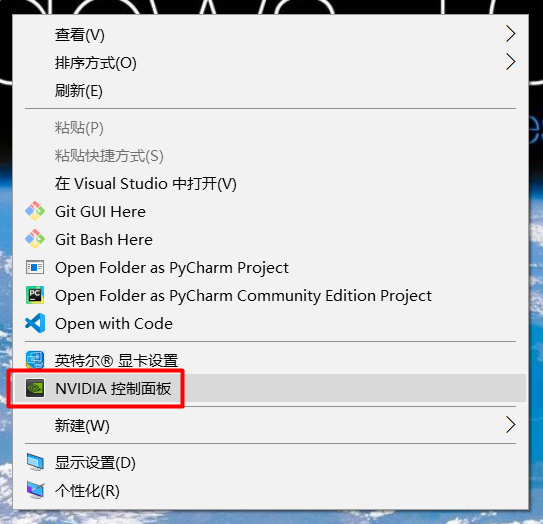 查看(V)
排序方式(O)
刷新(E)
粘贴(P)
粘贴快捷方式(S)
在 Visual Studio 中打开(V)
Git GUI Here
Git Bash Here
Open Folder as PyCharm Project
Open Folder as PyCharm Community Edition Project
Open with Code
英特尔® 显卡设置
NVIDIA 控制面板
新建(W)
显示设置(D)
个性化(R)